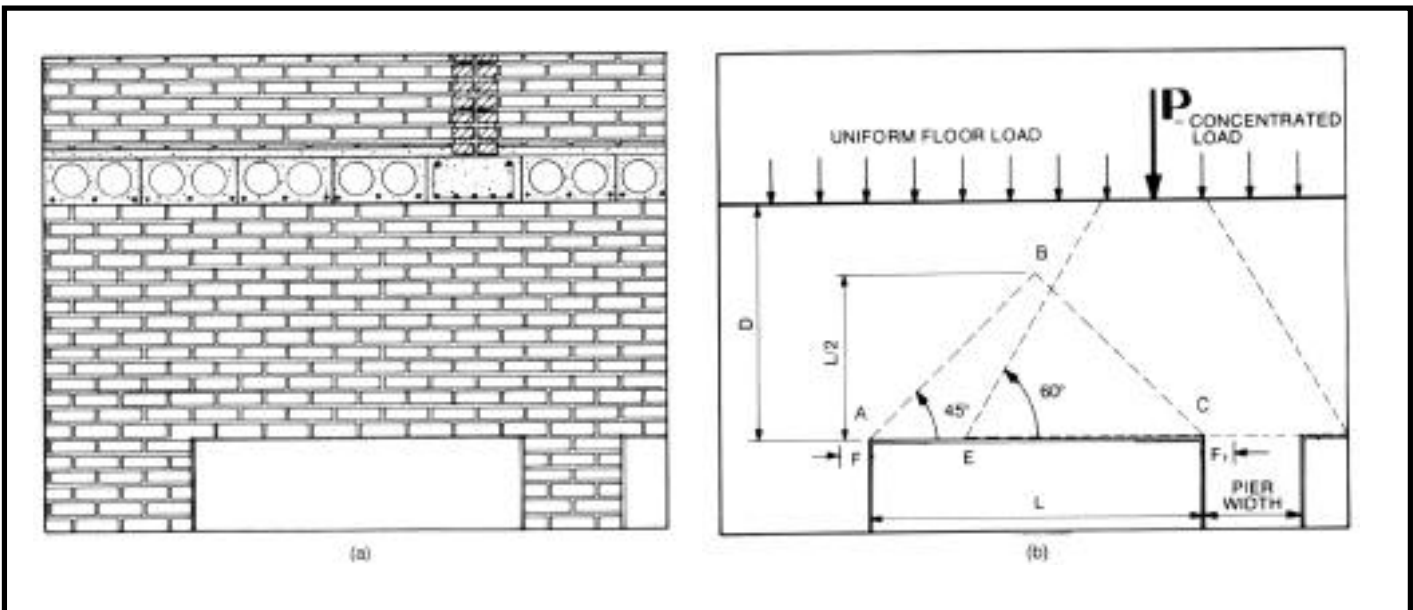 UNIFORM FLOOR LOAD
P
CONCENTRATED
LOAD
B
D
L/2
A
45°
60°
C
F
E
F₁
L
PIER
WIDTH
(a)
(b)